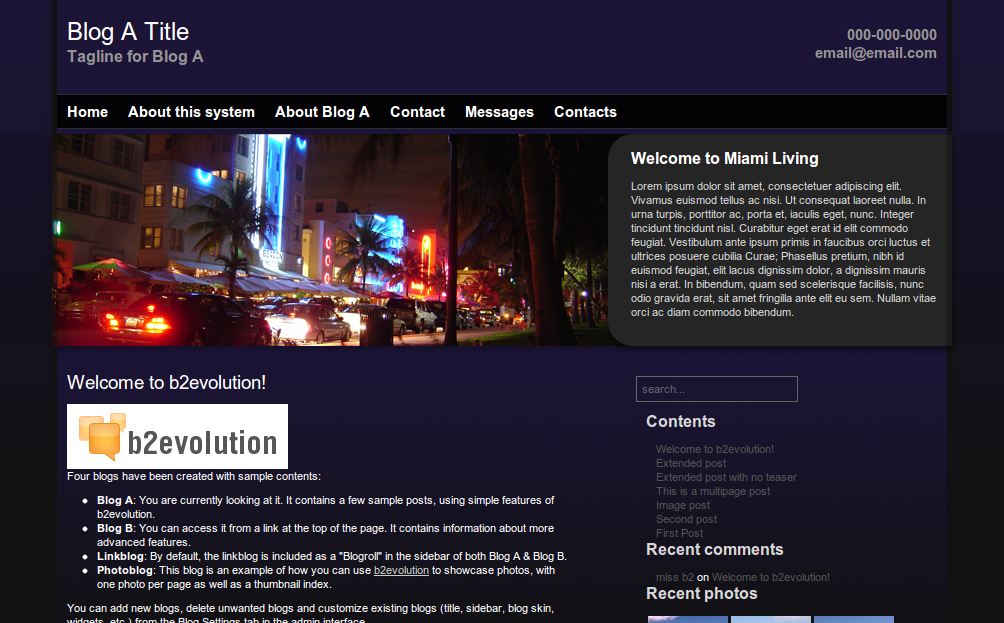 Blog A Title
Tagline for Blog A
000-000-0000
email@email.com
Home About this system About Blog A Contact Messages Contacts
Welcome to Miami Living
Lorem ipsum dolor sit amet, consectetuer adipiscing elit.
Vivamus euismod tellus ac nisi. Ut consequat laoreet nulla. In
urna turpis, porttitor ac, porta et, iaculis eget, nunc. Integer
tincidunt tincidunt nisl. Curabitur eget erat id elit commodo
feugiat. Vestibulum ante ipsum primis in faucibus orci luctus et
ultrices posuere cubilia Curae; Phasellus pretium, nibh id
euismod feugiat, elit lacus dignissim dolor, a dignissim mauris
nisi a erat. In bibendum, quam sed scelerisque facilisis, nunc
odio gravida erat, sit amet fringilla ante elit eu sem. Nullam vitae
orci ac diam commodo bibendum.
Welcome to b2evolution!
b2evolution
Four blogs have been created with sample contents:
Blog A: You are currently looking at it. It contains a few sample posts, using simple features of
b2evolution.
Blog B: You can access it from a link at the top of the page. It contains information about more
advanced features.
Linkblog: By default, the linkblog is included as a "Blogroll" in the sidebar of both Blog A & Blog B.
Photoblog: This blog is an example of how you can use b2evolution to showcase photos, with
one photo per page as well as a thumbnail index.
You can add new blogs, delete unwanted blogs and customize existing blogs (title, sidebar, blog skin,
widgets, etc.) from the Blog Settings tab in the admin interface.
search...
Contents
Welcome to b2evolution!
Extended post
Extended post with no teaser
This is a multipage post
Image post
Second post
First Post
Recent comments
miss b2 on Welcome to b2evolution!
Recent photos